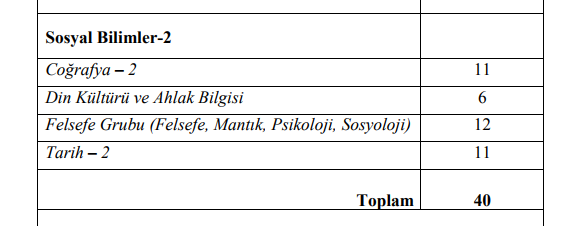 Sosyal Bilimler-2
Coğrafya – 2 11
Din Kültürü ve Ahlak Bilgisi 6
Felsefe Grubu (Felsefe, Mantık, Psikoloji, Sosyoloji) 12
Tarih – 2 11
Toplam 40